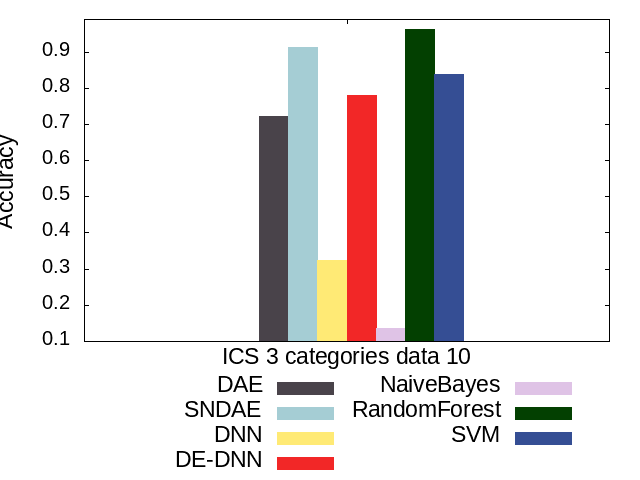 0.9
0.8
0.7
0.6
0.5
0.4
0.3
0.2
0.1
Accuracy
ICS 3 categories data 10
DAE
SNDAE
DNN
DE-DNN
NaiveBayes
RandomForest
SVM